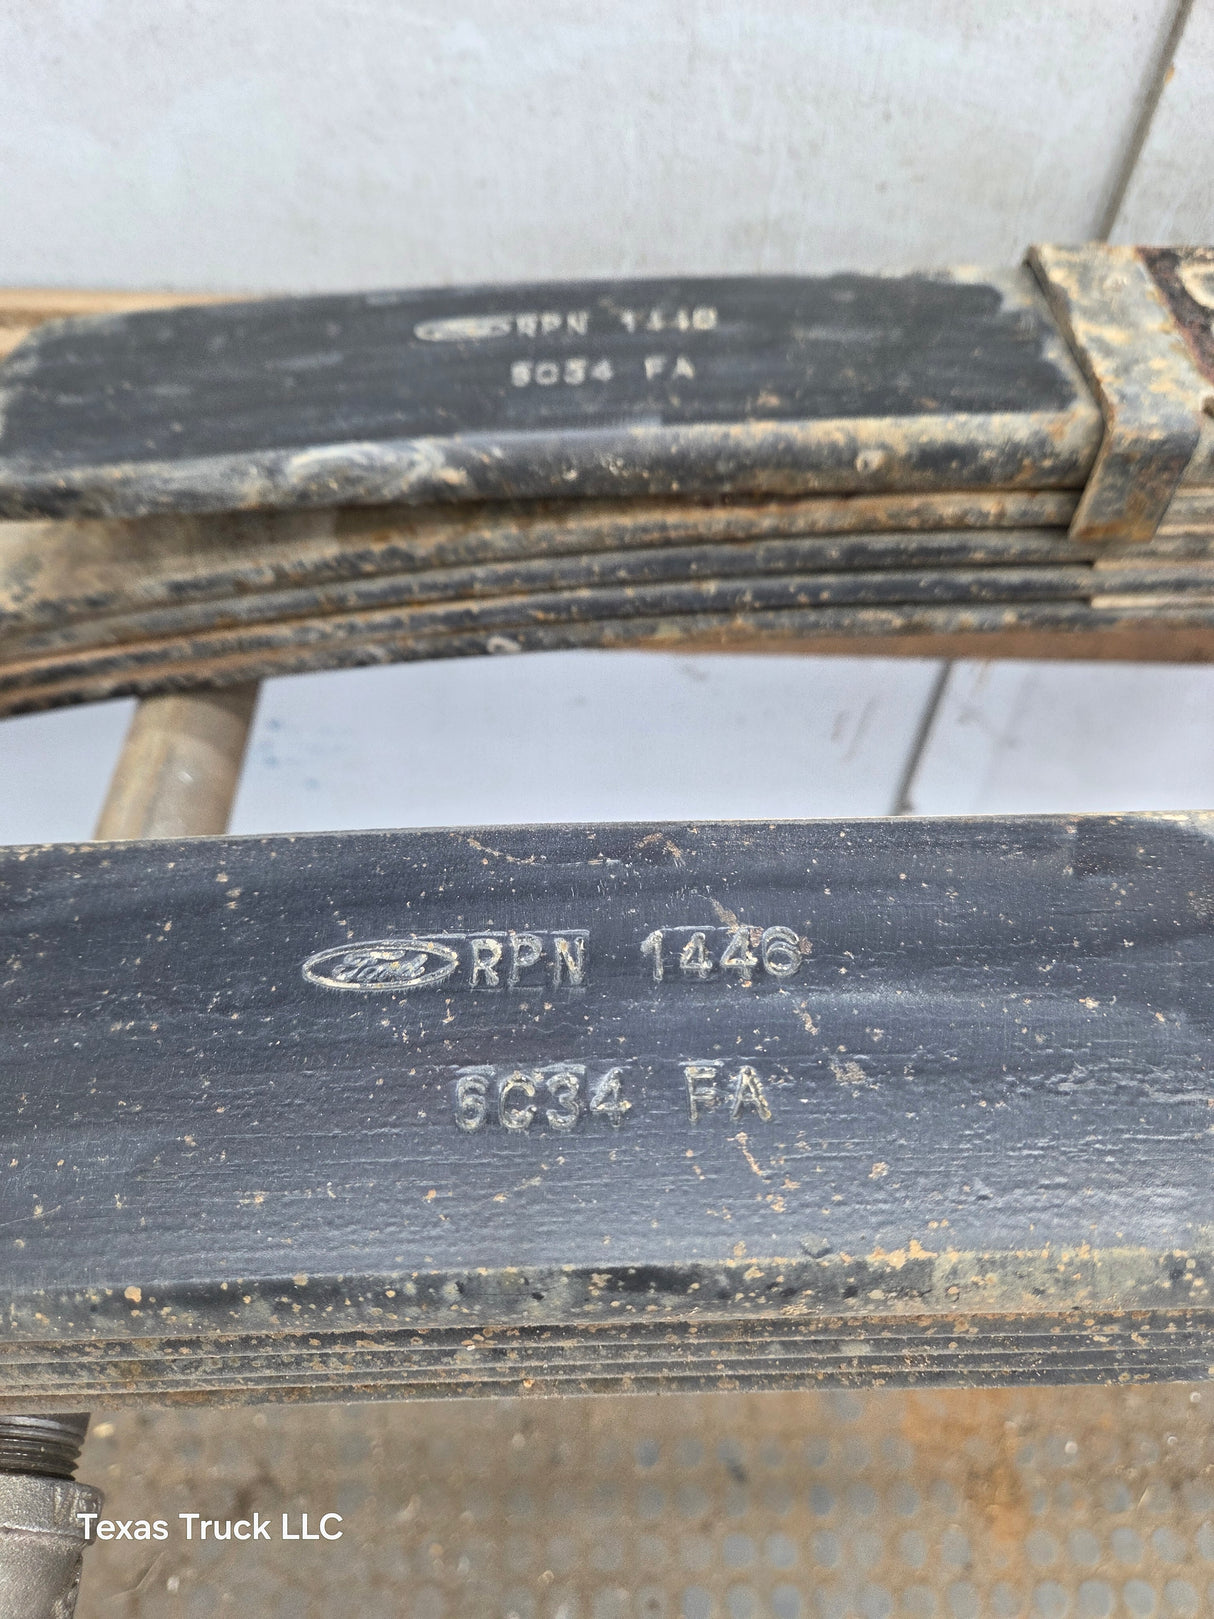 Ford RPN 1446
6C34 FA
Ford RPN 1446
6C34 FA
Texas Truck LLC